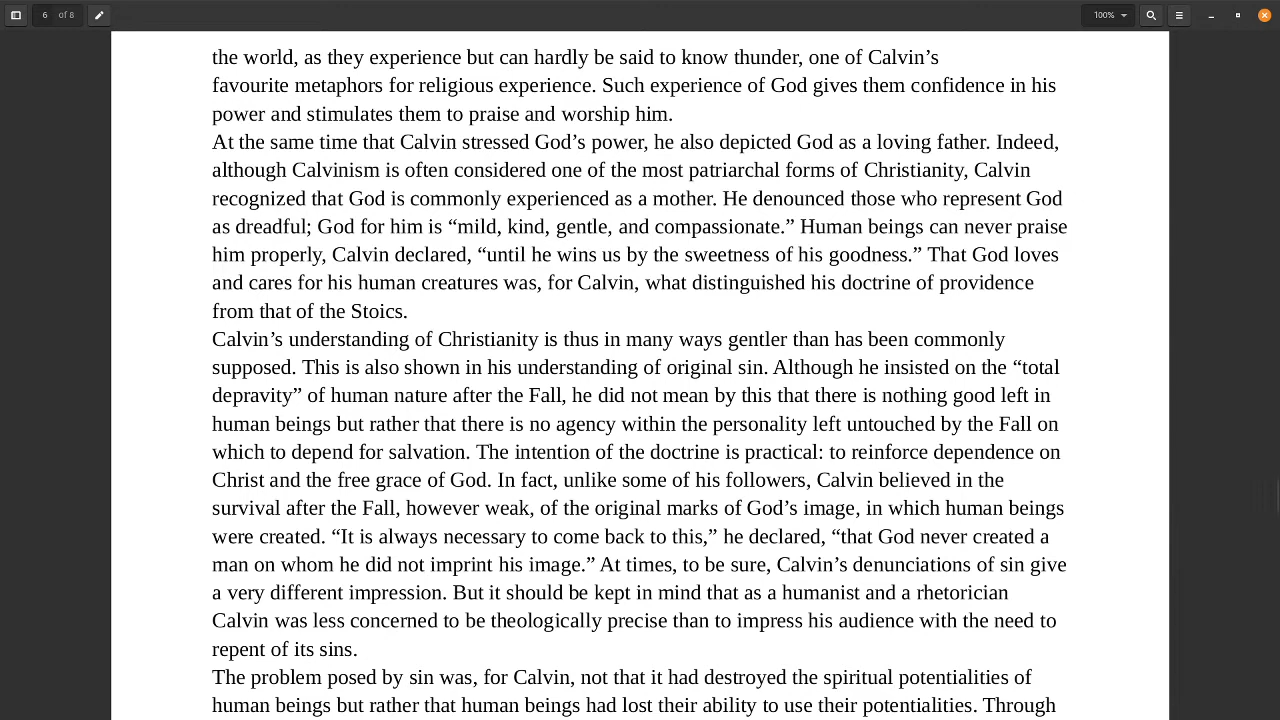 6 of 8
100%
the world, as they experience but can hardly be said to know thunder, one of Calvin’s
favourite metaphors for religious experience. Such experience of God gives them confidence in his
power and stimulates them to praise and worship him.
At the same time that Calvin stressed God’s power, he also depicted God as a loving father. Indeed,
although Calvinism is often considered one of the most patriarchal forms of Christianity, Calvin
recognized that God is commonly experienced as a mother. He denounced those who represent God
as dreadful; God for him is “mild, kind, gentle, and compassionate.” Human beings can never praise
him properly, Calvin declared, “until he wins us by the sweetness of his goodness.” That God loves
and cares for his human creatures was, for Calvin, what distinguished his doctrine of providence
from that of the Stoics.
Calvin’s understanding of Christianity is thus in many ways gentler than has been commonly
supposed. This is also shown in his understanding of original sin. Although he insisted on the “total
depravity” of human nature after the Fall, he did not mean by this that there is nothing good left in
human beings but rather that there is no agency within the personality left untouched by the Fall on
which to depend for salvation. The intention of the doctrine is practical: to reinforce dependence on
Christ and the free grace of God. In fact, unlike some of his followers, Calvin believed in the
survival after the Fall, however weak, of the original marks of God’s image, in which human beings
were created. “It is always necessary to come back to this,” he declared, “that God never created a
man on whom he did not imprint his image.” At times, to be sure, Calvin’s denunciations of sin give
a very different impression. But it should be kept in mind that as a humanist and a rhetorician
Calvin was less concerned to be theologically precise than to impress his audience with the need to
repent of its sins.
The problem posed by sin was, for Calvin, not that it had destroyed the spiritual potentialities of
human beings but rather that human beings had lost their ability to use their potentialities. Through